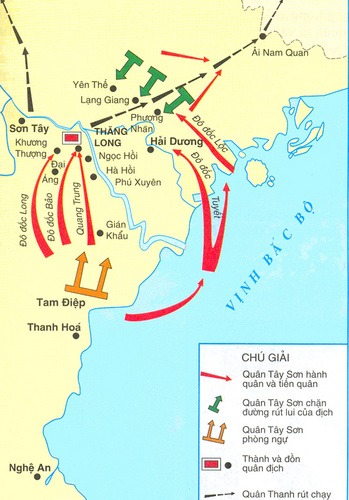 Ải Nam Quan
Yên Thế
Lạng Giang
Phượng
Nhãn
Sơn Tây
THĂNG
LONG
Hải Dương
Khương
Thượng
Đại
Áng
Ngọc Hồi
Hà Hồi
Phú Xuyên
Gián
Khẩu
Đô đốc Long
Đô đốc Bảo
Quang Trung
Đô đốc Lộc
Đô đốc
Tuyết
Tam Điệp
Thanh Hoá
Nghệ An
VỊNH BẮC BỘ
CHÚ GIẢI
Quân Tây Sơn hành
quân và tiến quân
Quân Tây Sơn chặn
đường rút lui của địch
Quân Tây Sơn
phòng ngự
Thành và đồn
quân địch
Quân Thanh rút chạy